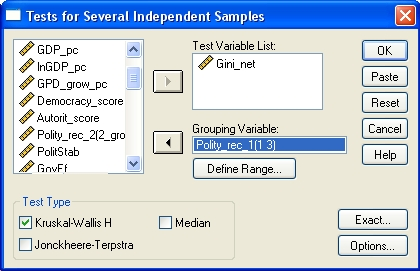 Tests for Several Independent Samples
GDP_pc
lnGDP_pc
GPD_grow_pc
Democracy_score
Autorit_score
Polity_rec_2(2_gro
PolitStab
GovEf
Test Variable List:
Gini_net
Grouping Variable:
Polity_rec_1(1 3)
Define Range...
OK
Paste
Reset
Cancel
Help
Test Type
Kruskal-Wallis H
Median
Jonckheere-Terpstra
Exact...
Options...